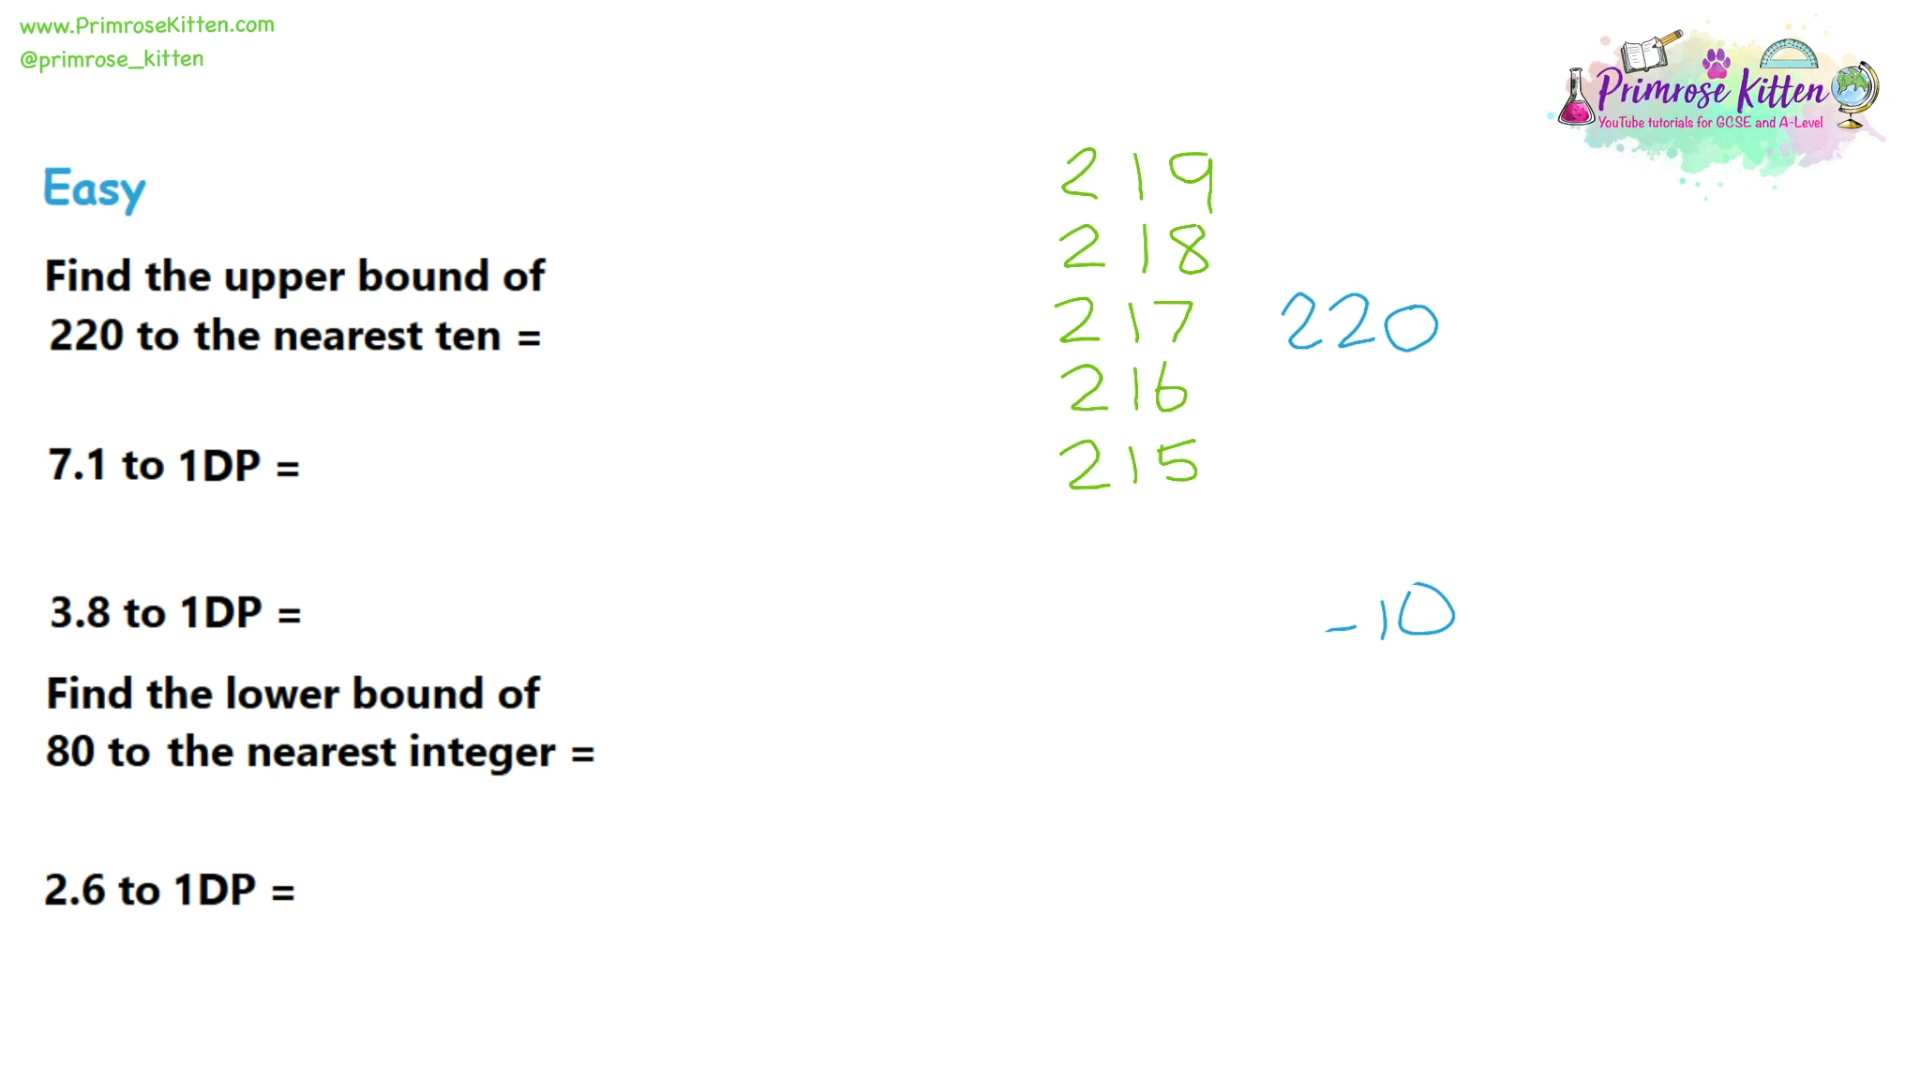 www.PrimroseKitten.com
@primrose_kitten
Primrose Kitten
YouTube tutorials for GCSE and A-Level
Easy
Find the upper bound of
220 to the nearest ten =
7.1 to 1DP =
3.8 to 1DP =
Find the lower bound of
80 to the nearest integer =
2.6 to 1DP =
219
218
217
216
215
220
-10